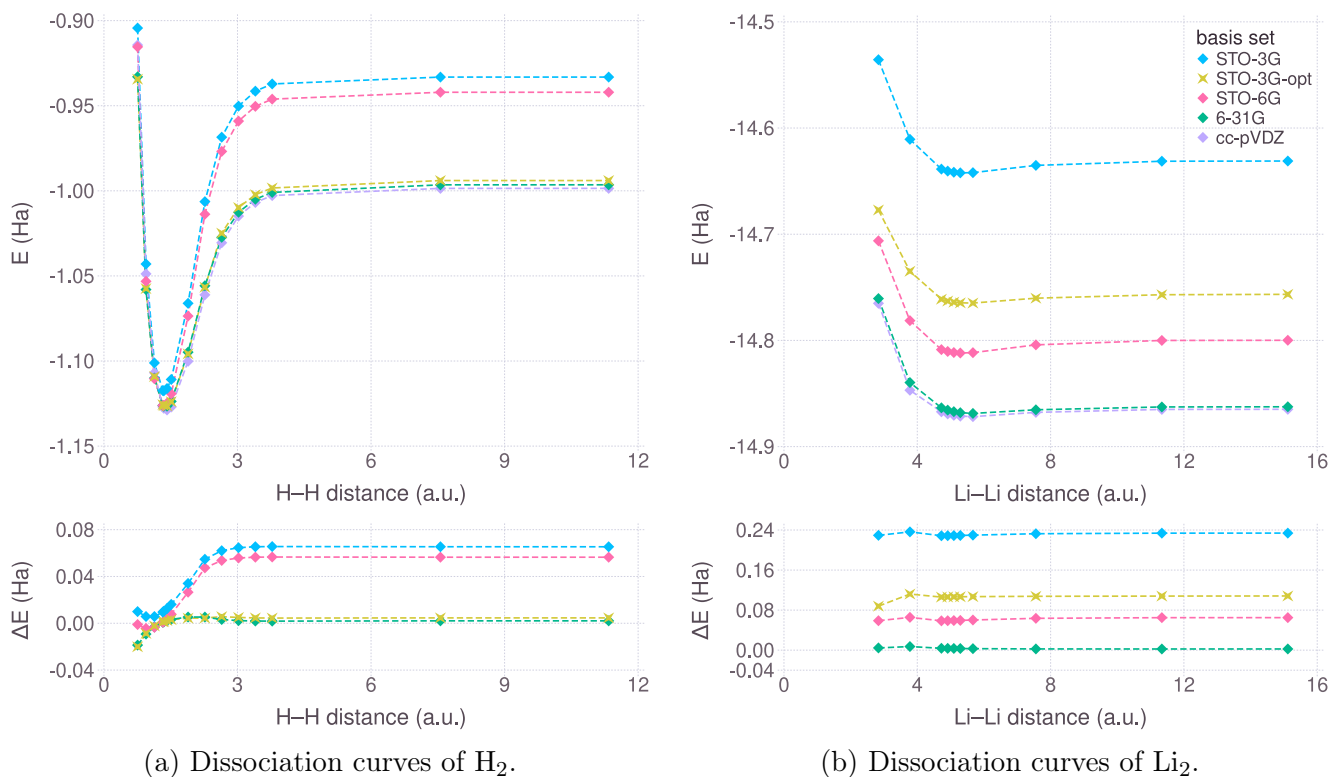 -0.90
-0.95
-1.00
-1.05
-1.10
-1.15
E (Ha)
0 3 6 9 12
H–H distance (a.u.)
0.08
0.04
0.00
-0.04
ΔE (Ha)
0 3 6 9 12
H–H distance (a.u.)
(a) Dissociation curves of H₂.
-14.5
-14.6
-14.7
-14.8
-14.9
E (Ha)
basis set
STO-3G
STO-3G-opt
STO-6G
6-31G
cc-pVDZ
0 4 8 12 16
Li–Li distance (a.u.)
0.24
0.16
0.08
0.00
-0.04
ΔE (Ha)
0 4 8 12 16
Li–Li distance (a.u.)
(b) Dissociation curves of Li₂.